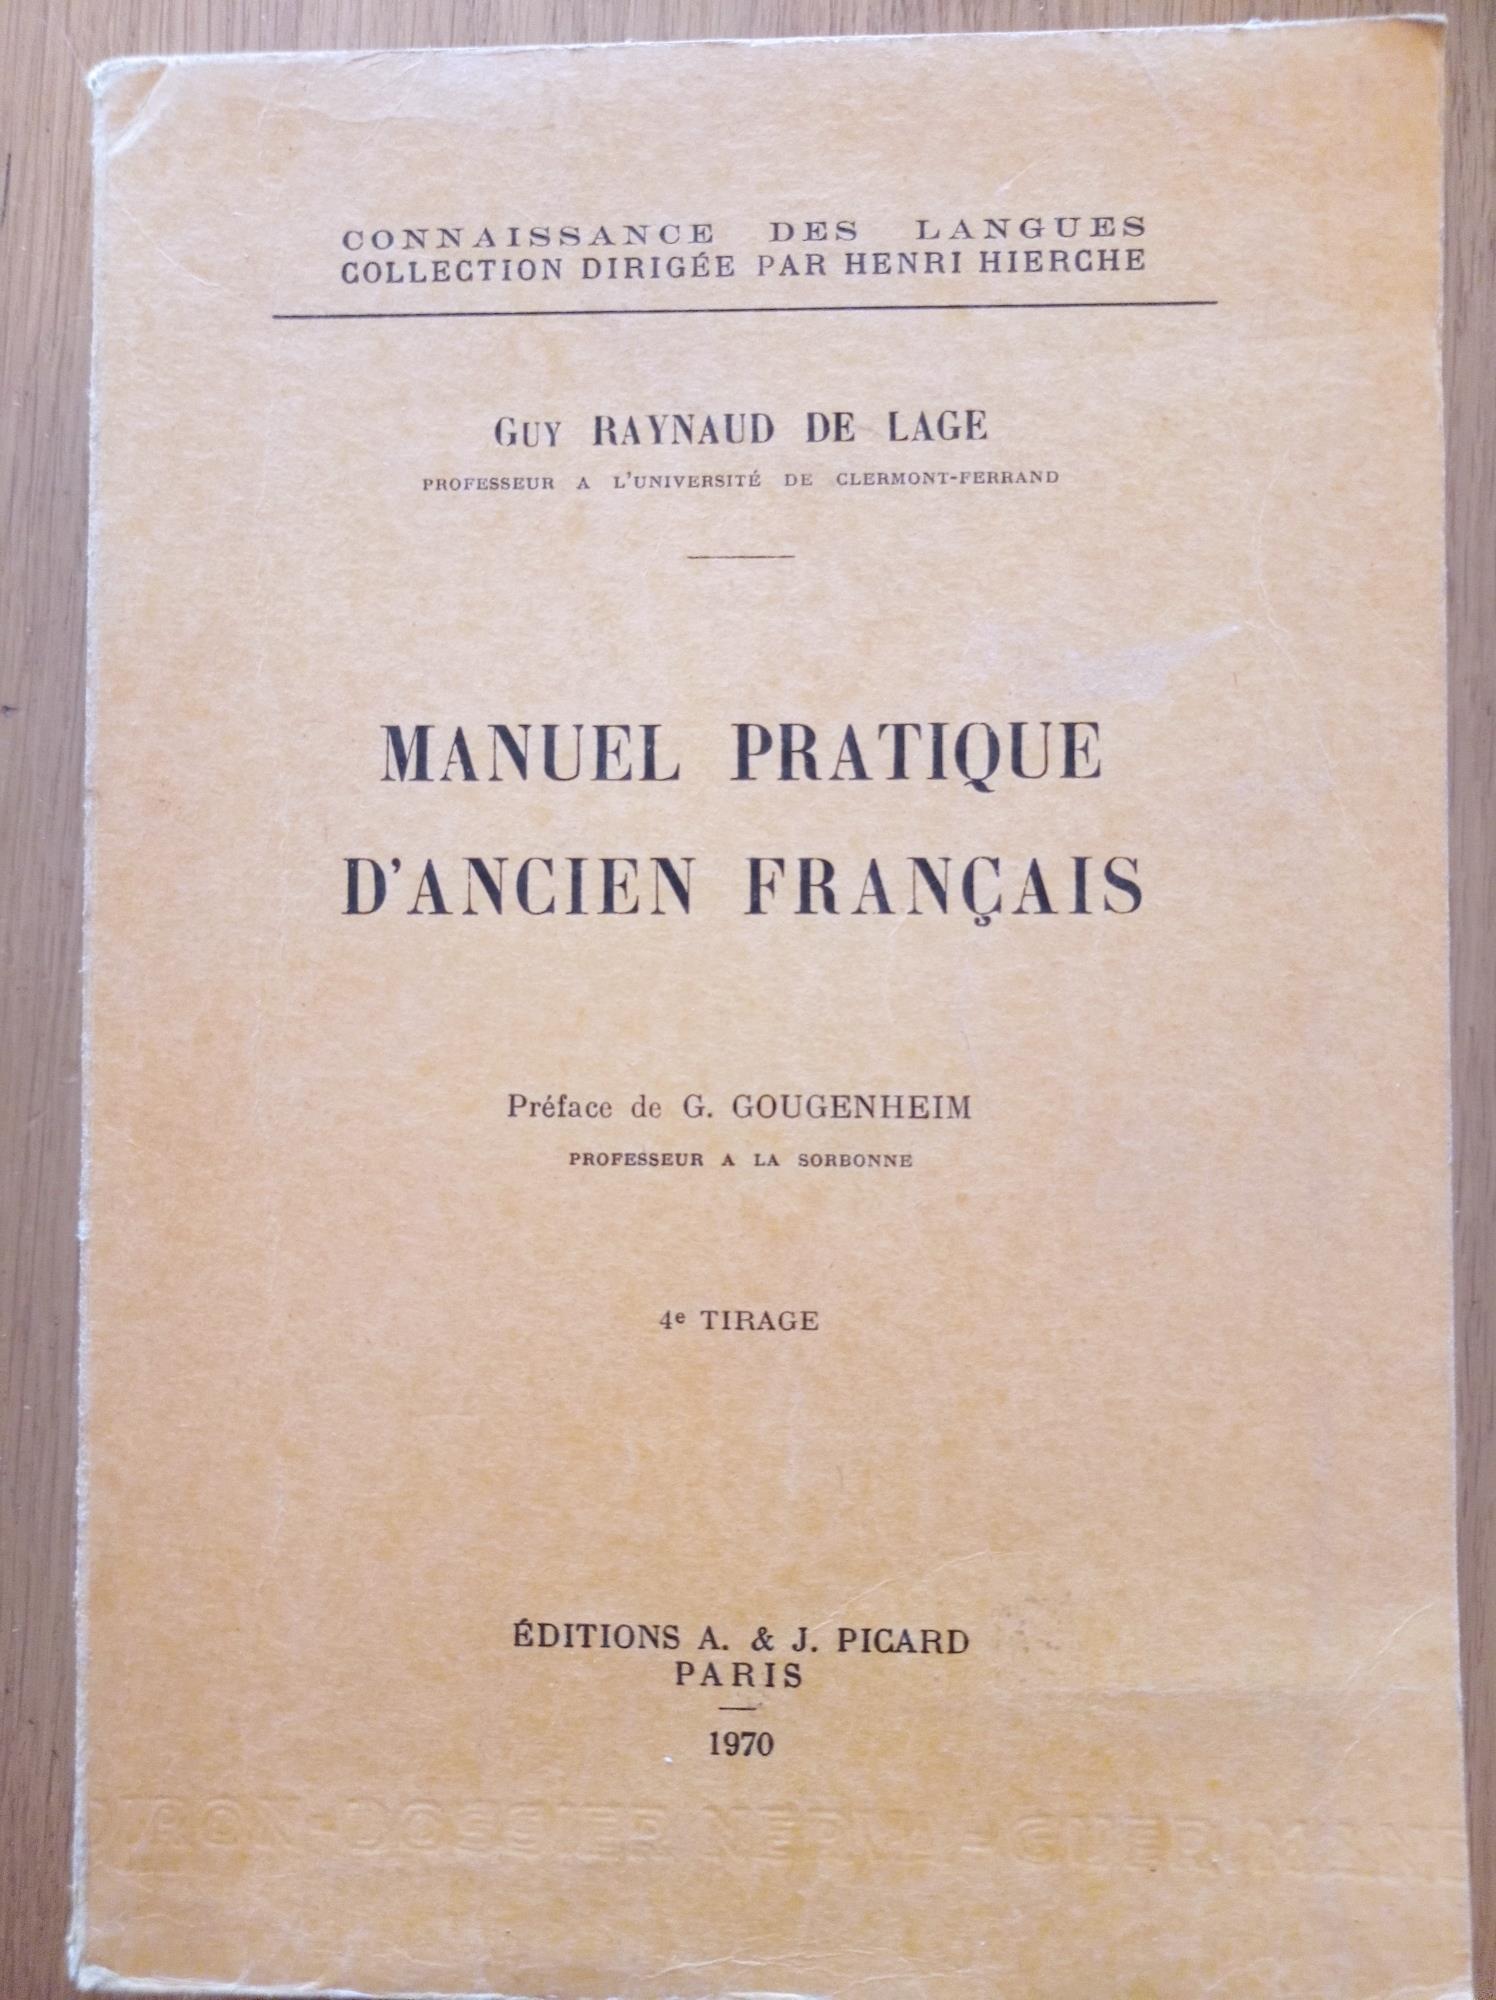 CONNAISSANCE DES LANGUES
COLLECTION DIRIGÉE PAR HENRI HIERCHE
GUY RAYNAUD DE LAGE
PROFESSEUR A L'UNIVERSITÉ DE CLERMONT-FERRAND
MANUEL PRATIQUE
D'ANCIEN FRANÇAIS
Préface de G. GOUGENHEIM
PROFESSEUR A LA SORBONNE
4e TIRAGE
ÉDITIONS A. & J. PICARD
PARIS
1970